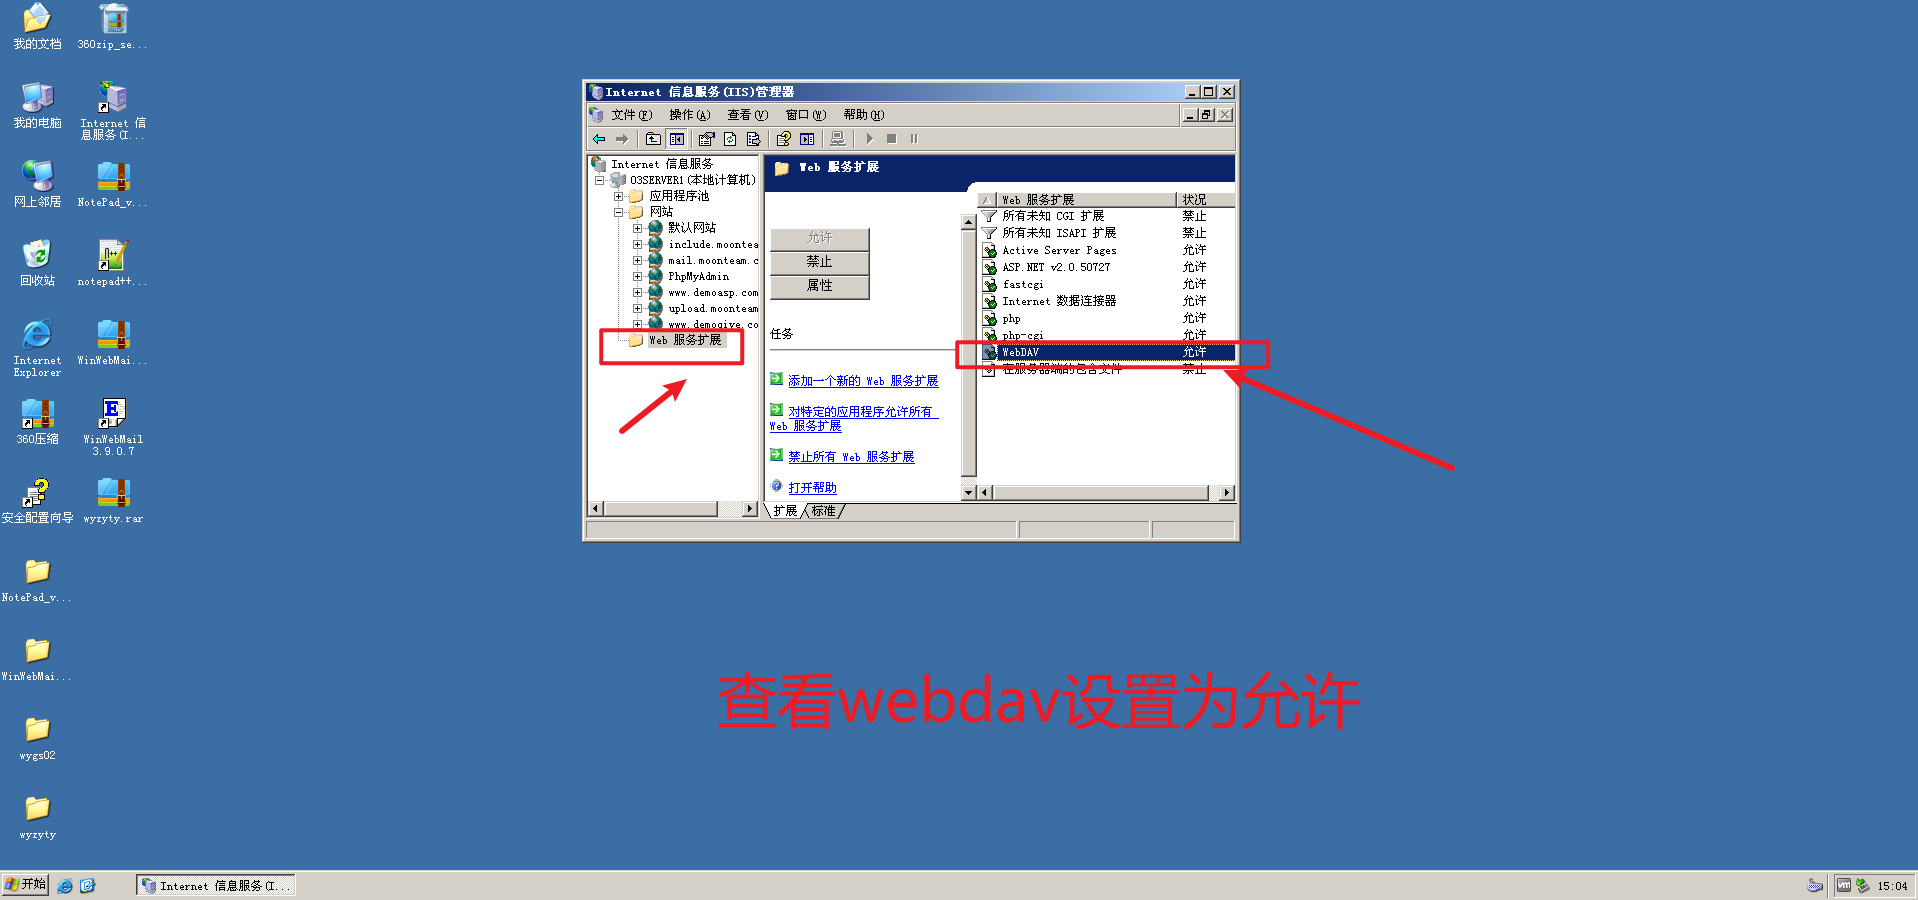 我的文档
360zip_se...
我的电脑
Internet 信
息服务(I...
网上邻居
NotePad_v...
回收站
notepad++...
Internet
Explorer
WinWebMai...
360压缩
WinWebMail
3.9.0.7
安全配置向导
wyzyty.rar
NotePad_v...
WinWebMai...
wygs02
wyzyty
Internet 信息服务(IIS)管理器
文件(F) 操作(A) 查看(V) 窗口(W) 帮助(H)
Internet 信息服务
03SERVER1(本地计算机)
应用程序池
网站
默认网站
include.moontea
mail.moonteam.c
PhpMyAdmin
www.demoasp.com
upload.moonteam
www.demogive.co
Web 服务扩展
Web 服务扩展
允许
禁止
属性
任务
添加一个新的 Web 服务扩展
对特定的应用程序允许所有
Web 服务扩展
禁止所有 Web 服务扩展
打开帮助
Web 服务扩展 状况
所有未知 CGI 扩展 禁止
所有未知 ISAPI 扩展 禁止
Active Server Pages 允许
ASP.NET v2.0.50727 允许
fastcgi 允许
Internet 数据连接器 允许
php 允许
php-cgi 允许
WebDAV 允许
在服务器端的包含文件 禁止
扩展 标准
查看webdav设置为允许
开始
Internet 信息服务(I...
vm
15:04